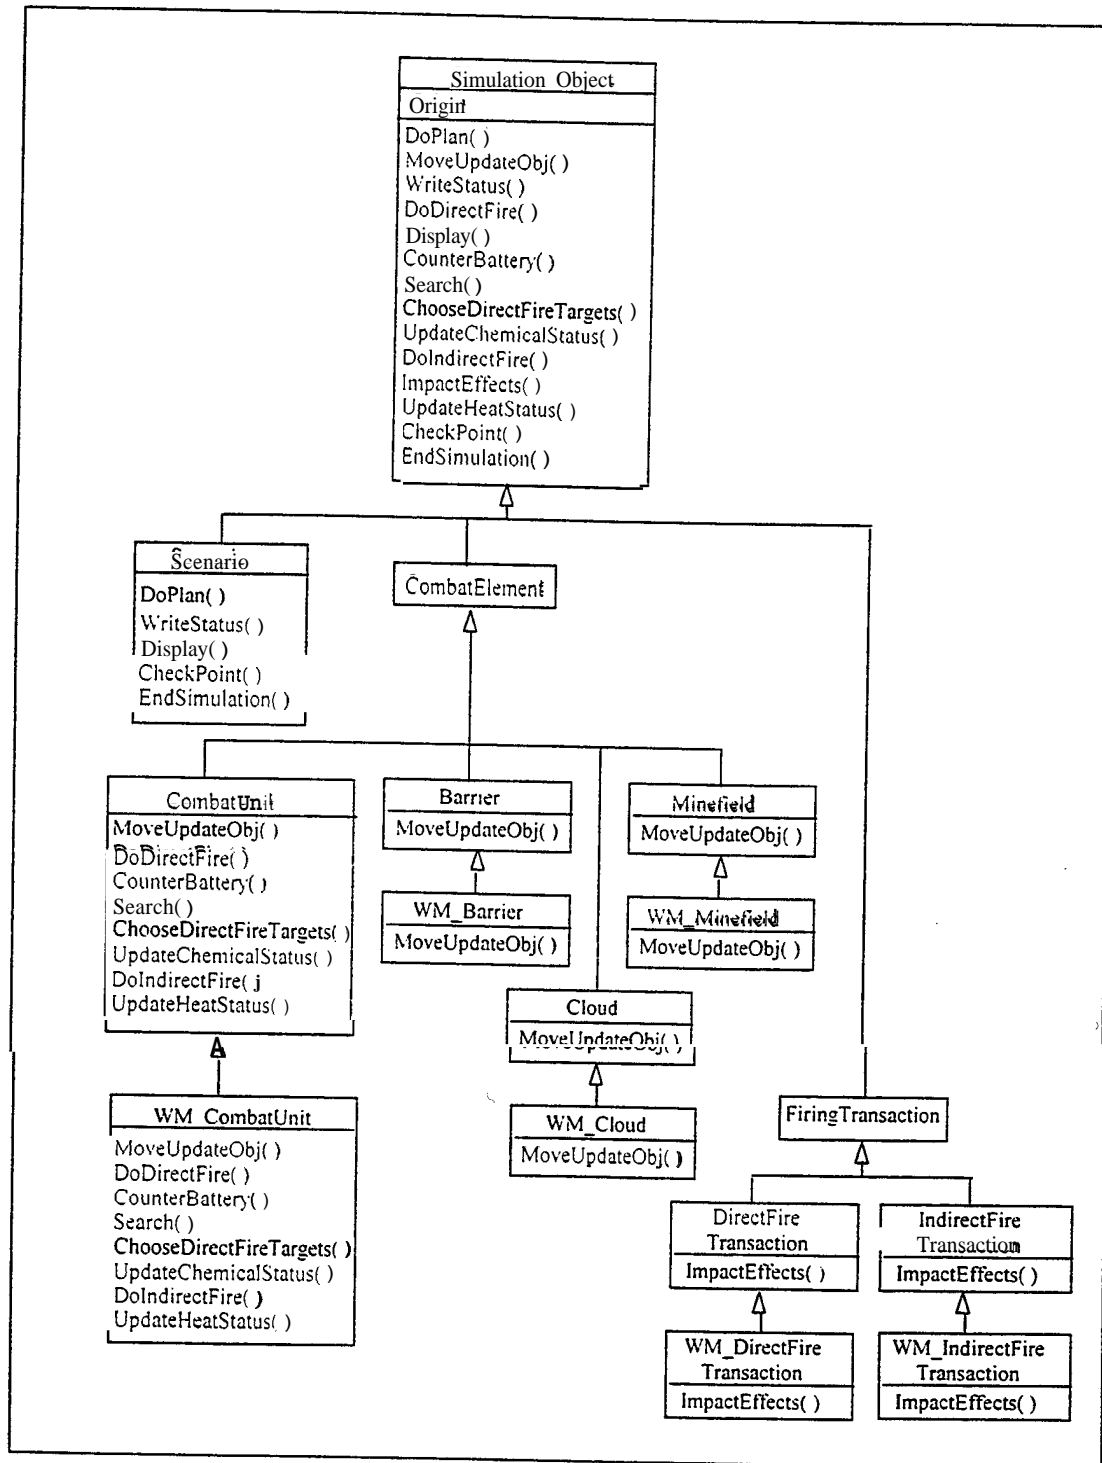 Simulation Object
Origin
DoPlan( )
MoveUpdateObj( )
WriteStatus( )
DoDirectFire( )
Display( )
CounterBattery( )
Search( )
ChooseDirectFireTargets( )
UpdateChemicalStatus( )
DoIndirectFire( )
ImpactEffects( )
UpdateHeatStatus( )
CheckPoint( )
EndSimulation( )
Scenario
DoPlan( )
WriteStatus( )
Display( )
CheckPoint( )
EndSimulation( )
CombatElement
CombatUnit
MoveUpdateObj( )
DoDirectFire( )
CounterBattery( )
Search( )
ChooseDirectFireTargets( )
UpdateChemicalStatus( )
DoIndirectFire( j
UpdateHeatStatus( )
Barrier
MoveUpdateObj( )
WM_Barrier
MoveUpdateObj( )
Minefield
MoveUpdateObj( )
WM_Minefield
MoveUpdateObj( )
Cloud
MoveUpdateObj( )
WM_Cloud
MoveUpdateObj( )
WM CombatUnit
MoveUpdateObj( )
DoDirectFire( )
CounterBattery( )
Search( )
ChooseDirectFireTargets( )
UpdateChemicalStatus( )
DoIndirectFire( )
UpdateHeatStatus( )
FiringTransaction
DirectFire
Transaction
ImpactEffects( )
IndirectFire
Transaction
ImpactEffects( )
WM_DirectFire
Transaction
ImpactEffects( )
WM_IndirectFire
Transaction
ImpactEffects( )